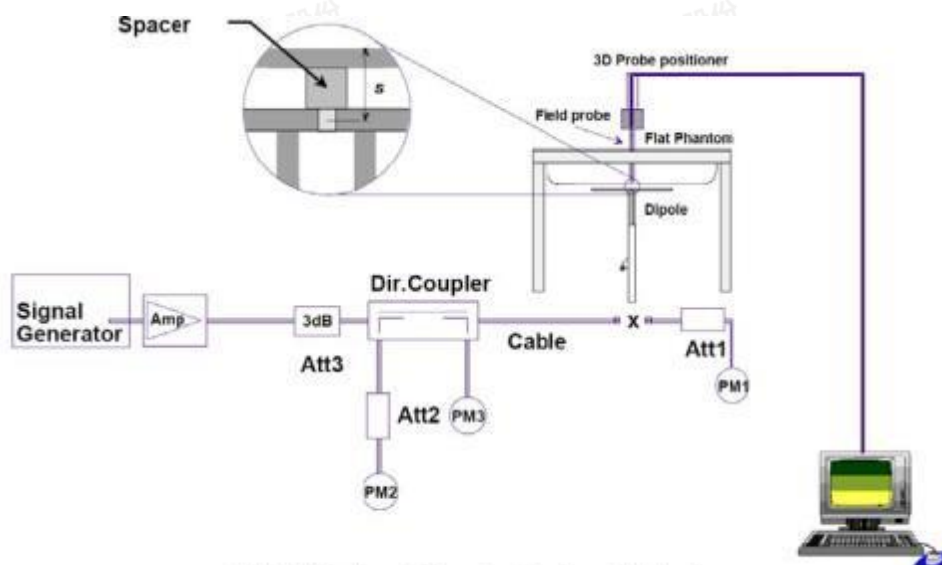 Spacer
s
3D Probe positioner
Field probe
Flat Phantom
Dipole
Signal
Generator
Amp
3dB
Att3
Dir.Coupler
Cable
X
Att1
PM1
Att2
PM3
PM2